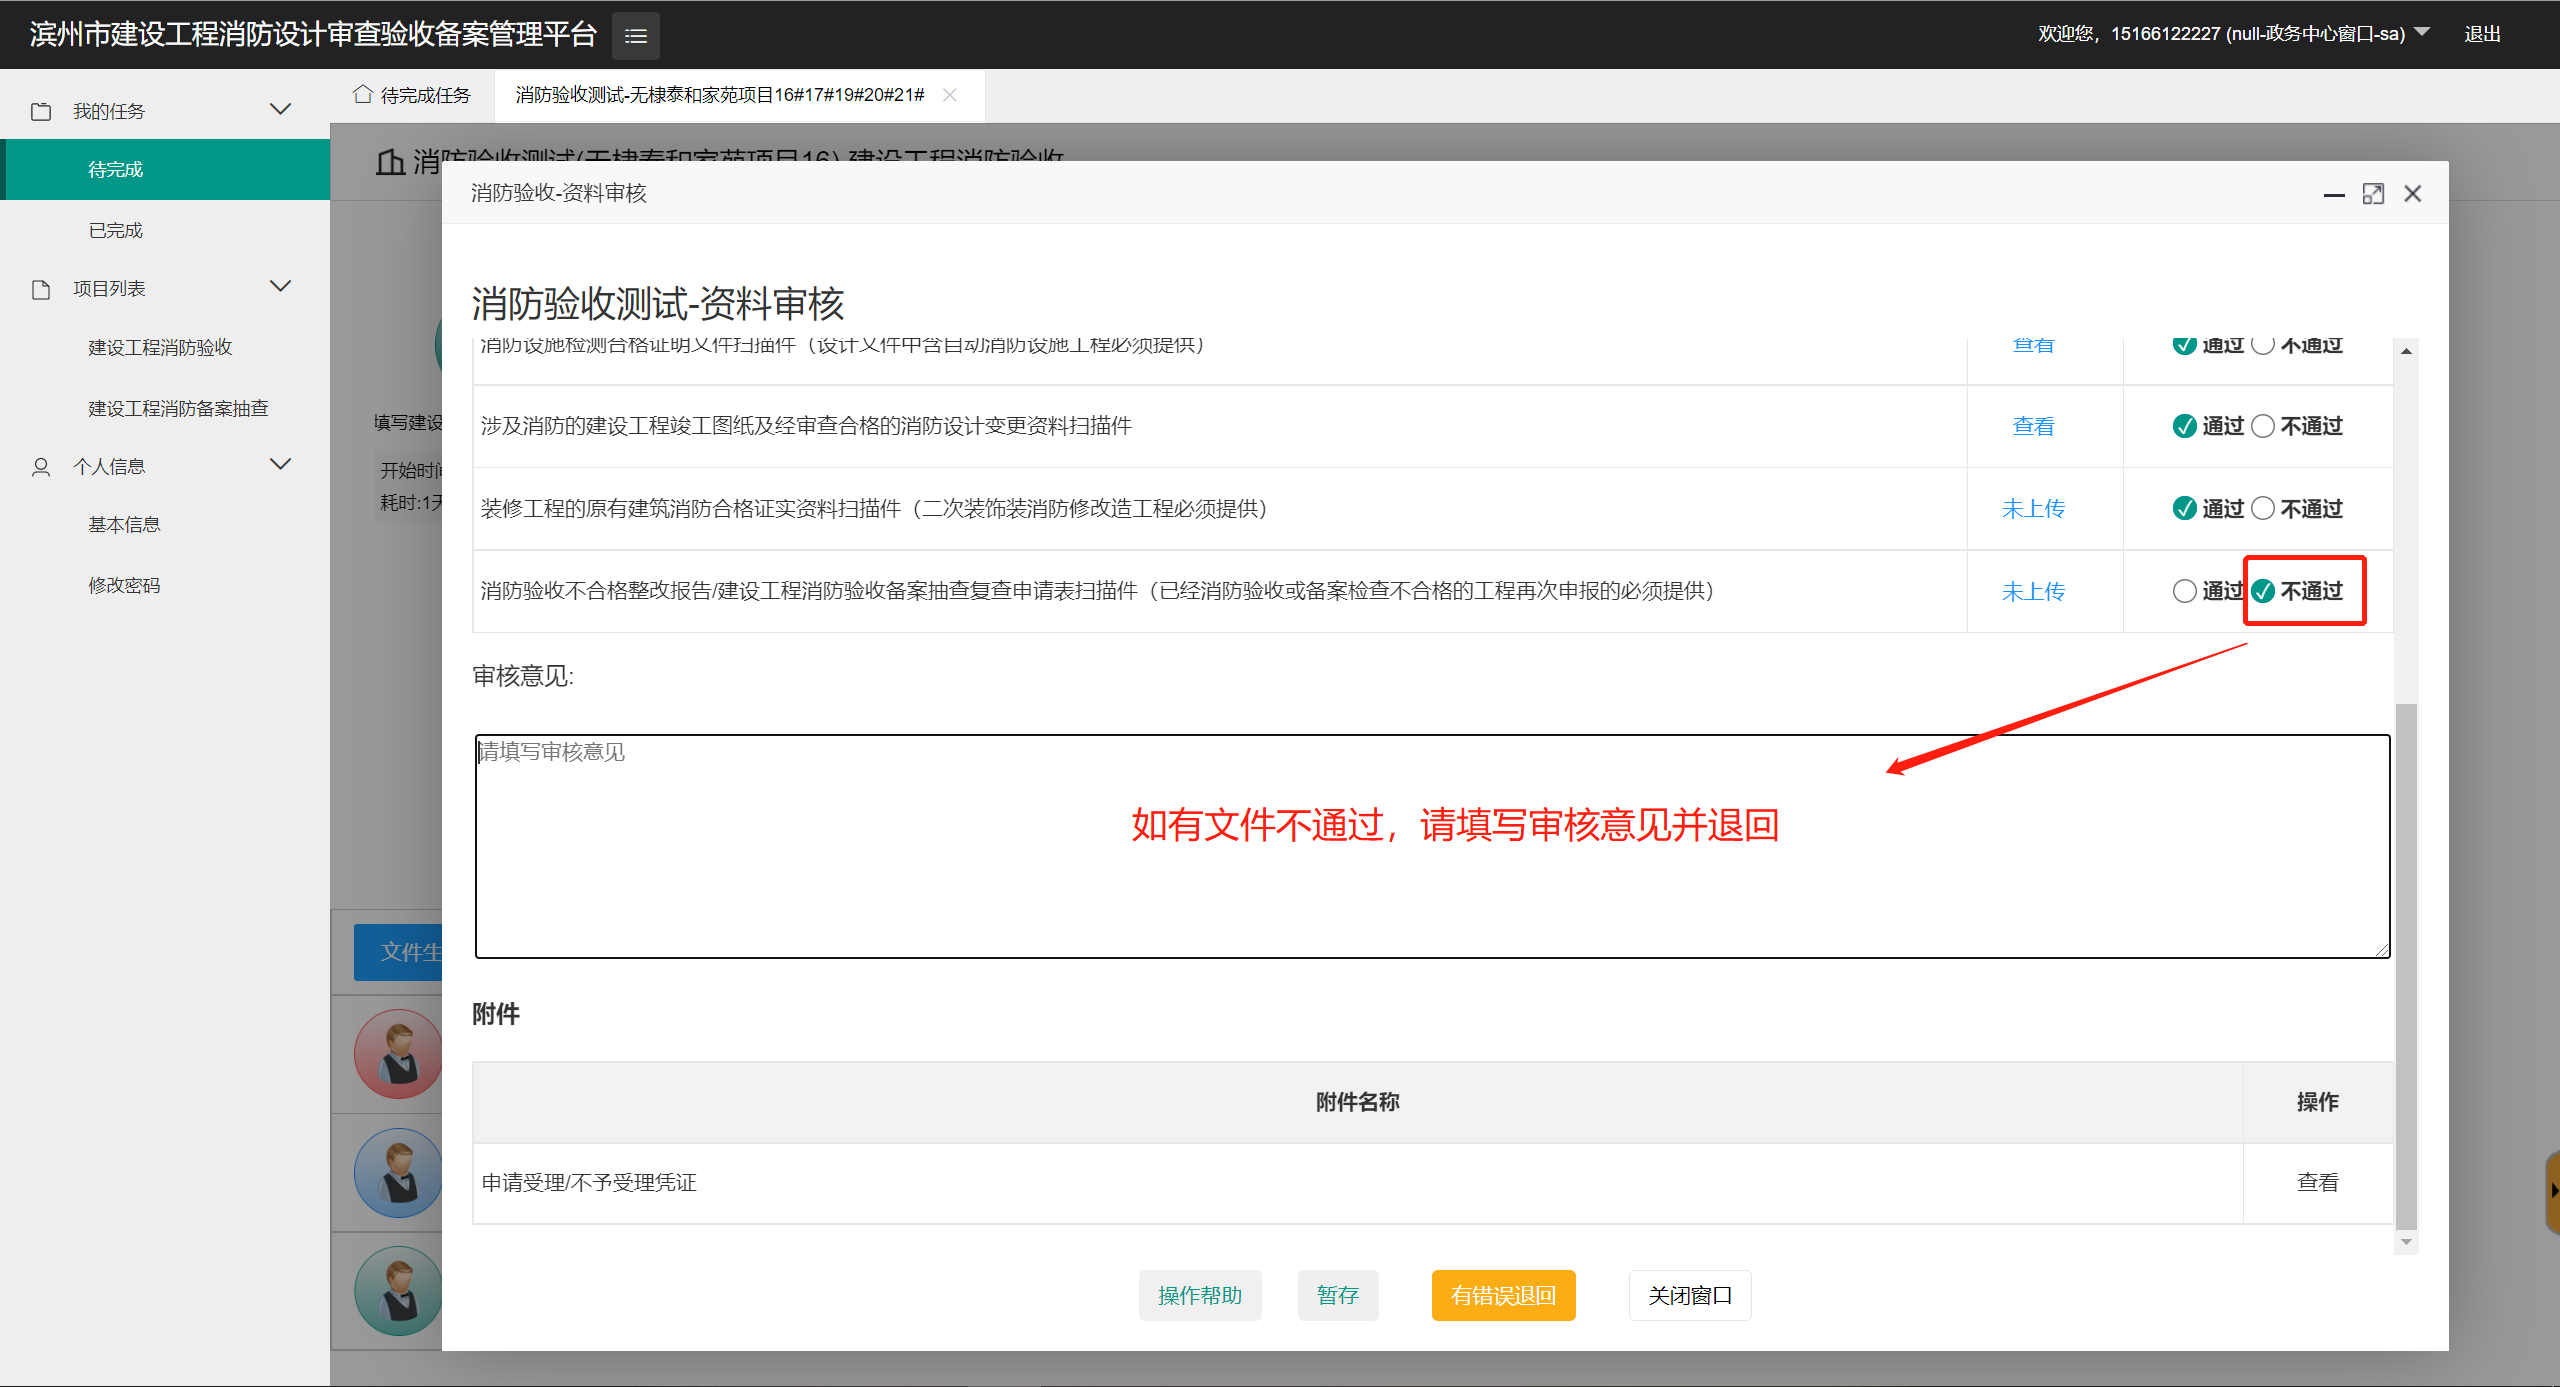 滨州市建设工程消防设计审查验收备案管理平台
欢迎您，15166122227 (null-政务中心窗口-sa)
退出
我的任务
待完成
已完成
项目列表
建设工程消防验收
建设工程消防备案抽查
个人信息
基本信息
修改密码
待完成任务
消防验收测试-无棣泰和家苑项目16#17#19#20#21#
消防验收测试(无棣泰和家苑项目16) 建设工程消防验收
填写建设
开始时间
耗时:1天
文件生
消防验收-资料审核
消防验收测试-资料审核
消防设施检测合格证明文件扫描件（设计文件中含自动消防设施工程必须提供） 查看 通过 不通过
涉及消防的建设工程竣工图纸及经审查合格的消防设计变更资料扫描件 查看 通过 不通过
装修工程的原有建筑消防合格证实资料扫描件（二次装饰装消防修改造工程必须提供） 未上传 通过 不通过
消防验收不合格整改报告/建设工程消防验收备案抽查复查申请表扫描件（已经消防验收或备案检查不合格的工程再次申报的必须提供） 未上传 通过 不通过
审核意见:
请填写审核意见
如有文件不通过，请填写审核意见并退回
附件
附件名称 操作
申请受理/不予受理凭证 查看
操作帮助 暂存 有错误退回 关闭窗口